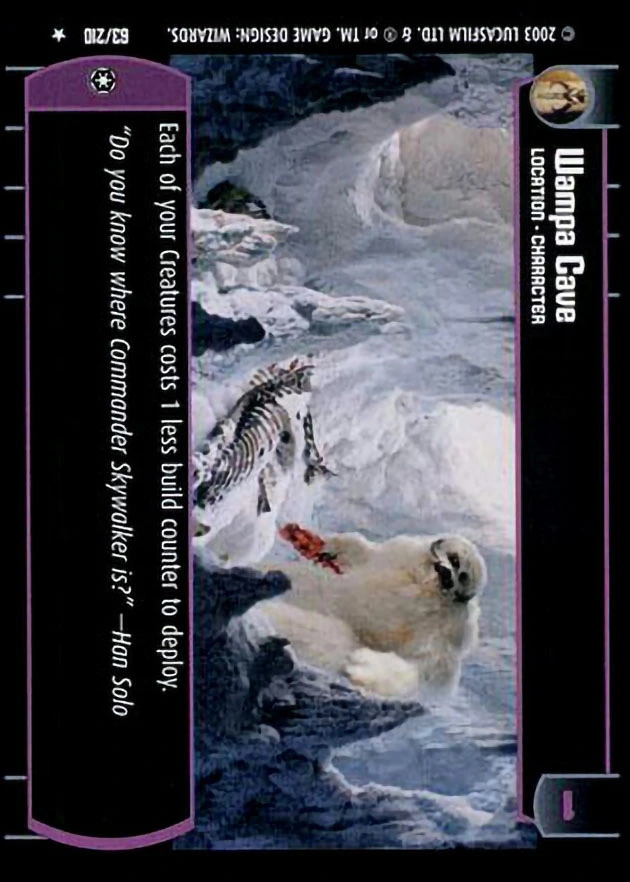 Wampa Cave
LOCATION • CHARACTER
1
Each of your Creatures costs 1 less build counter to deploy.
"Do you know where Commander Skywalker is?" —Han Solo
© 2003 LUCASFILM LTD. & ® or TM. GAME DESIGN: WIZARDS.
63/210 ★